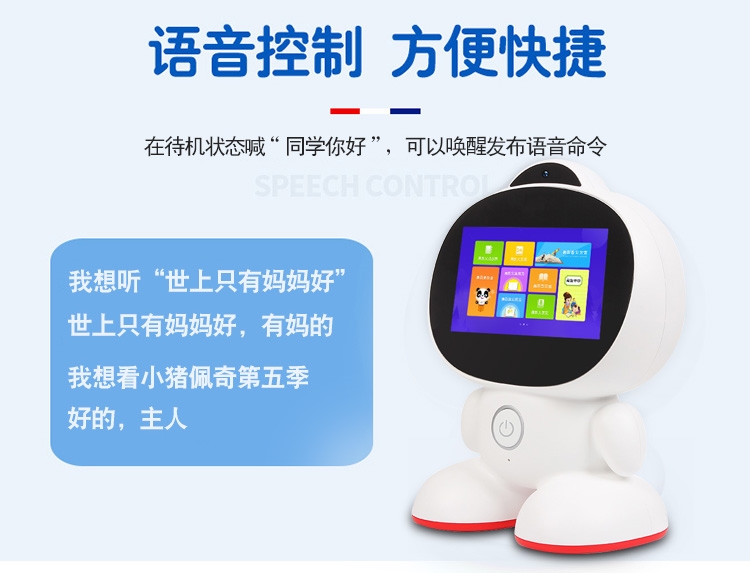 语音控制 方便快捷
在待机状态喊“同学你好”，可以唤醒发布语音命令
SPEECH CONTROL
我想听“世上只有妈妈好”
世上只有妈妈好，有妈的
我想看小猪佩奇第五季
好的，主人